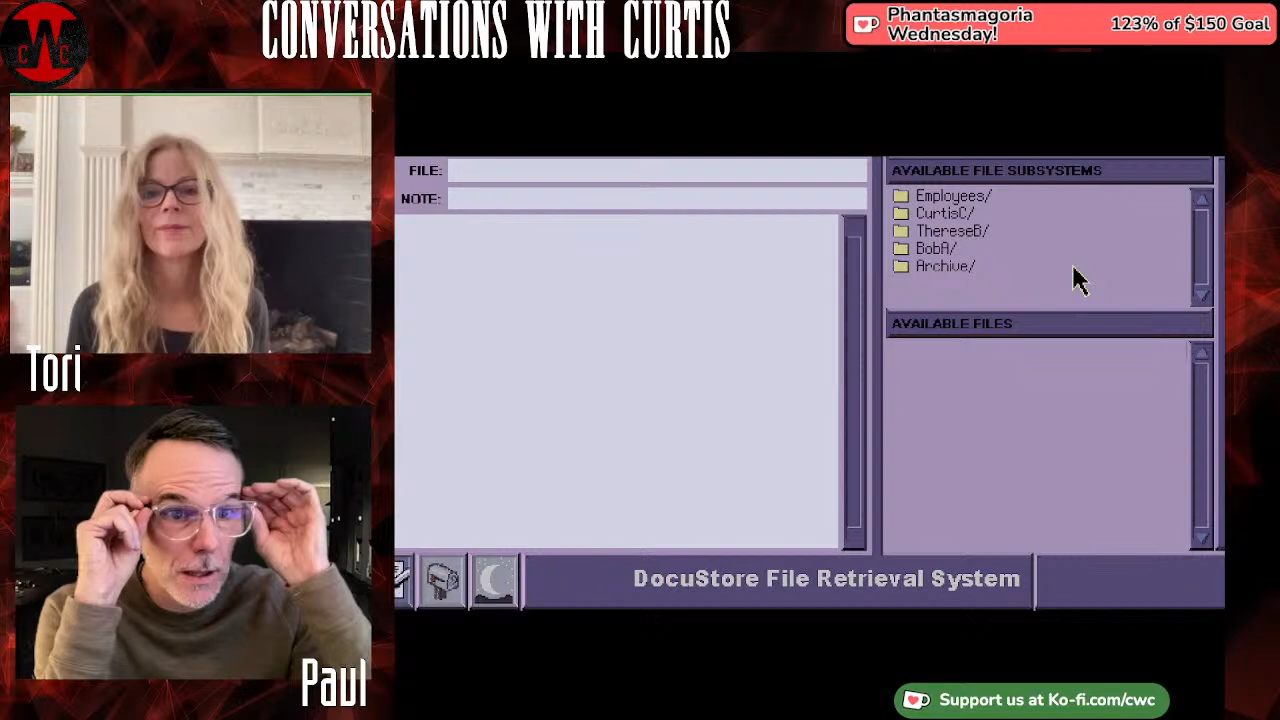 CONVERSATIONS WITH CURTIS
Phantasmagoria
Wednesday!
123% of $150 Goal
CWC
Tori
Paul
FILE:
NOTE:
AVAILABLE FILE SUBSYSTEMS
Employees/
CurtisC/
ThereseB/
BobA/
Archive/
AVAILABLE FILES
DocuStore File Retrieval System
Support us at Ko-fi.com/cwc